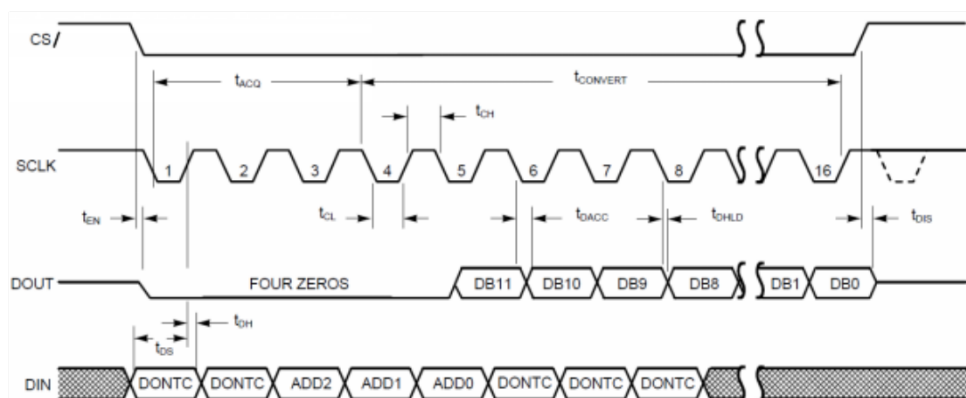 CS/
tACQ
tCONVERT
tCH
SCLK
1 2 3 4 5 6 7 8 16
tEN
tCL
tDACC
tDHLD
tDIS
DOUT FOUR ZEROS DB11 DB10 DB9 DB8 DB1 DB0
tDH
tDS
DIN DONTC DONTC ADD2 ADD1 ADD0 DONTC DONTC DONTC